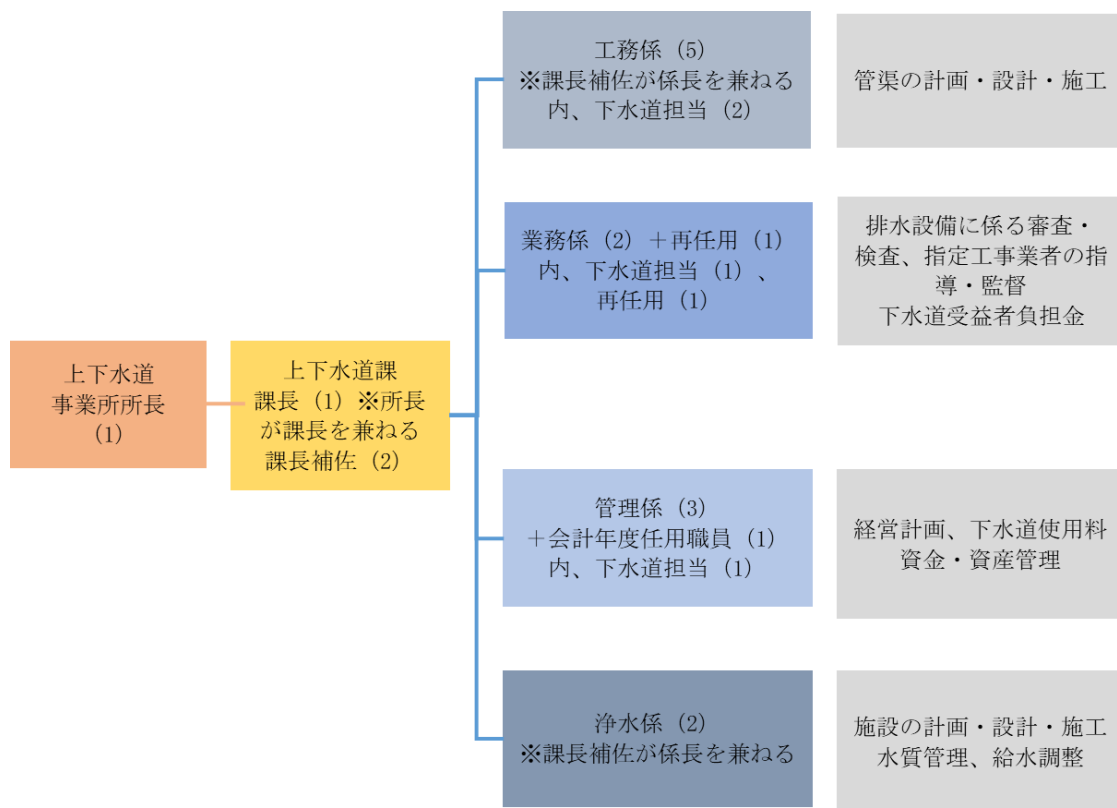 工務係（5）
※課長補佐が係長を兼ねる
内、下水道担当（2）
管渠の計画・設計・施工
業務係（2）＋再任用（1）
内、下水道担当（1）、
再任用（1）
排水設備に係る審査・
検査、指定工事業者の指
導・監督
下水道受益者負担金
上下水道
事業所所長
（1）
上下水道課
課長（1）※所長
が課長を兼ねる
課長補佐（2）
管理係（3）
＋会計年度任用職員（1）
内、下水道担当（1）
経営計画、下水道使用料
資金・資産管理
浄水係（2）
※課長補佐が係長を兼ねる
施設の計画・設計・施工
水質管理、給水調整